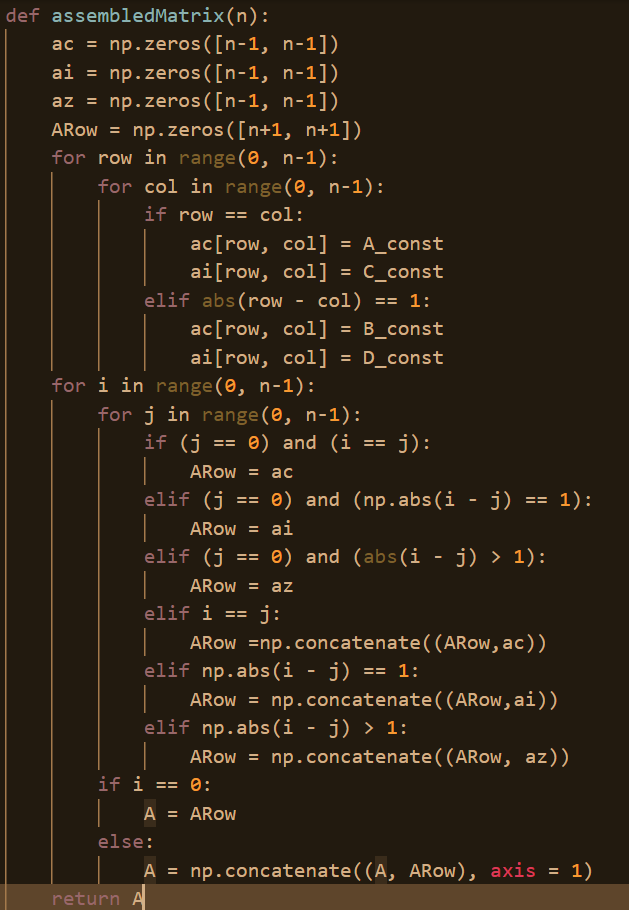 def assembledMatrix(n):
    ac = np.zeros([n-1, n-1])
    ai = np.zeros([n-1, n-1])
    az = np.zeros([n-1, n-1])
    ARow = np.zeros([n+1, n+1])
    for row in range(0, n-1):
        for col in range(0, n-1):
            if row == col:
                ac[row, col] = A_const
                ai[row, col] = C_const
            elif abs(row - col) == 1:
                ac[row, col] = B_const
                ai[row, col] = D_const
    for i in range(0, n-1):
        for j in range(0, n-1):
            if (j == 0) and (i == j):
                ARow = ac
            elif (j == 0) and (np.abs(i - j) == 1):
                ARow = ai
            elif (j == 0) and (abs(i - j) > 1):
                ARow = az
            elif i == j:
                ARow =np.concatenate((ARow,ac))
            elif np.abs(i - j) == 1:
                ARow = np.concatenate((ARow,ai))
            elif np.abs(i - j) > 1:
                ARow = np.concatenate((ARow, az))
        if i == 0:
            A = ARow
        else:
            A = np.concatenate((A, ARow), axis = 1)
    return A